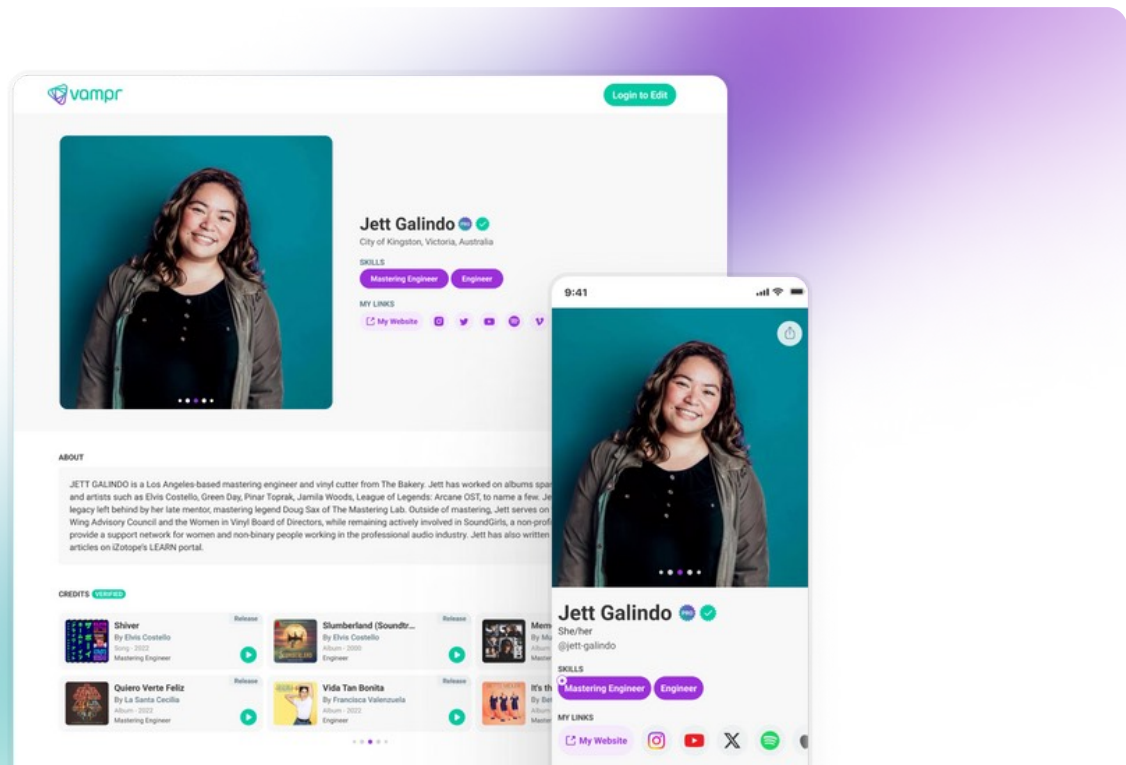 vampr
Login to Edit
Jett Galindo PRO
City of Kingston, Victoria, Australia
SKILLS
Mastering Engineer
Engineer
MY LINKS
My Website
ABOUT
JETT GALINDO is a Los Angeles-based mastering engineer and vinyl cutter from The Bakery. Jett has worked on albums
and artists such as Elvis Costello, Green Day, Pinar Toprak, Jamila Woods, League of Legends: Arcane OST, to name a few.
legacy left behind by her late mentor, mastering legend Doug Sax of The Mastering Lab. Outside of mastering, Jett serves on
Wing Advisory Council and the Women in Vinyl Board of Directors, while remaining actively involved in SoundGirls, a
provide a support network for women and non-binary people working in the professional audio industry. Jett has also written
articles on iZotope's LEARN portal.
CREDITS VERIFIED
Shiver
Release
By Elvis Costello
Song - 2022
Mastering Engineer
Slumberland (Soundtr...
Release
By Elvis Costello
Album - 2000
Engineer
Quiero Verte Feliz
Release
By La Santa Cecilia
Album - 2022
Mastering Engineer
Vida Tan Bonita
Release
By Francisca Valenzuela
Album - 2022
Engineer
It's th
9:41
Jett Galindo PRO
She/her
@jett-galindo
SKILLS
Mastering Engineer
Engineer
MY LINKS
My Website